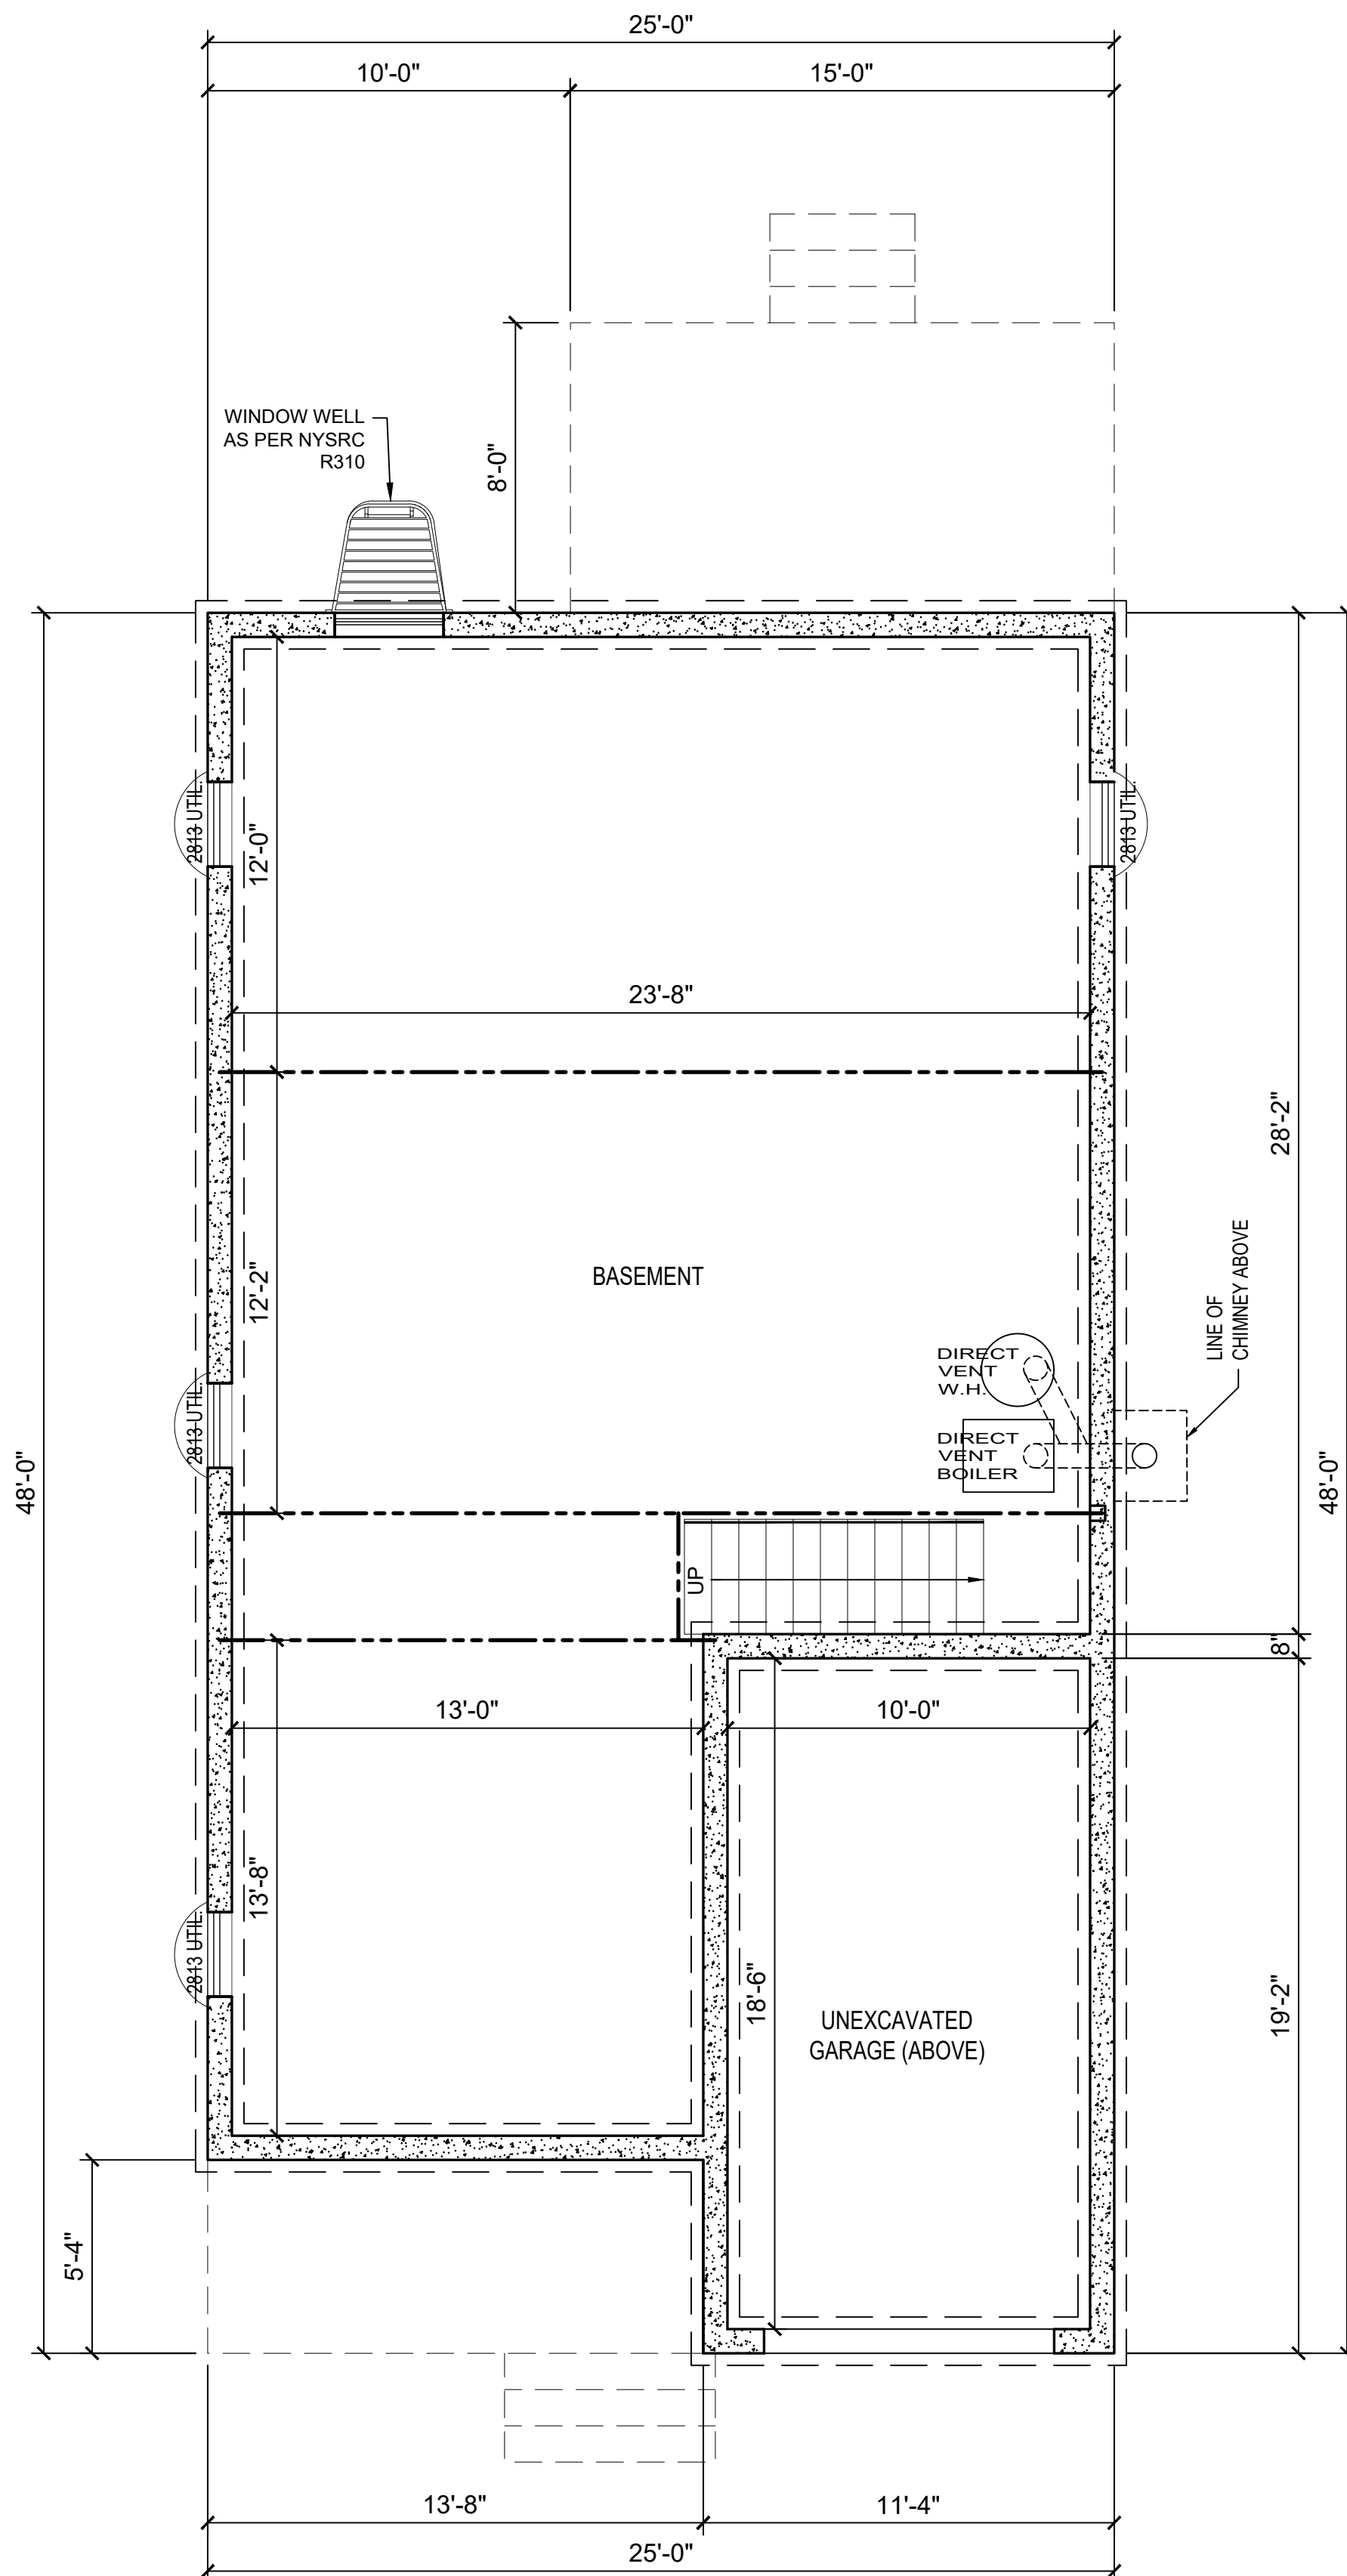 25'-0"
10'-0"
15'-0"
WINDOW WELL
AS PER NYSRC
R310
8'-0"
2813 UTIL.
12'-0"
2813 UTIL.
23'-8"
28'-2"
12'-2"
BASEMENT
LINE OF
CHIMNEY ABOVE
DIRECT
VENT
W.H.
2813 UTIL.
DIRECT
VENT
BOILER
48'-0"
48'-0"
UP
8"
13'-0"
10'-0"
13'-8"
2813 UTIL.
18'-6"
19'-2"
UNEXCAVATED
GARAGE (ABOVE)
5'-4"
13'-8"
11'-4"
25'-0"